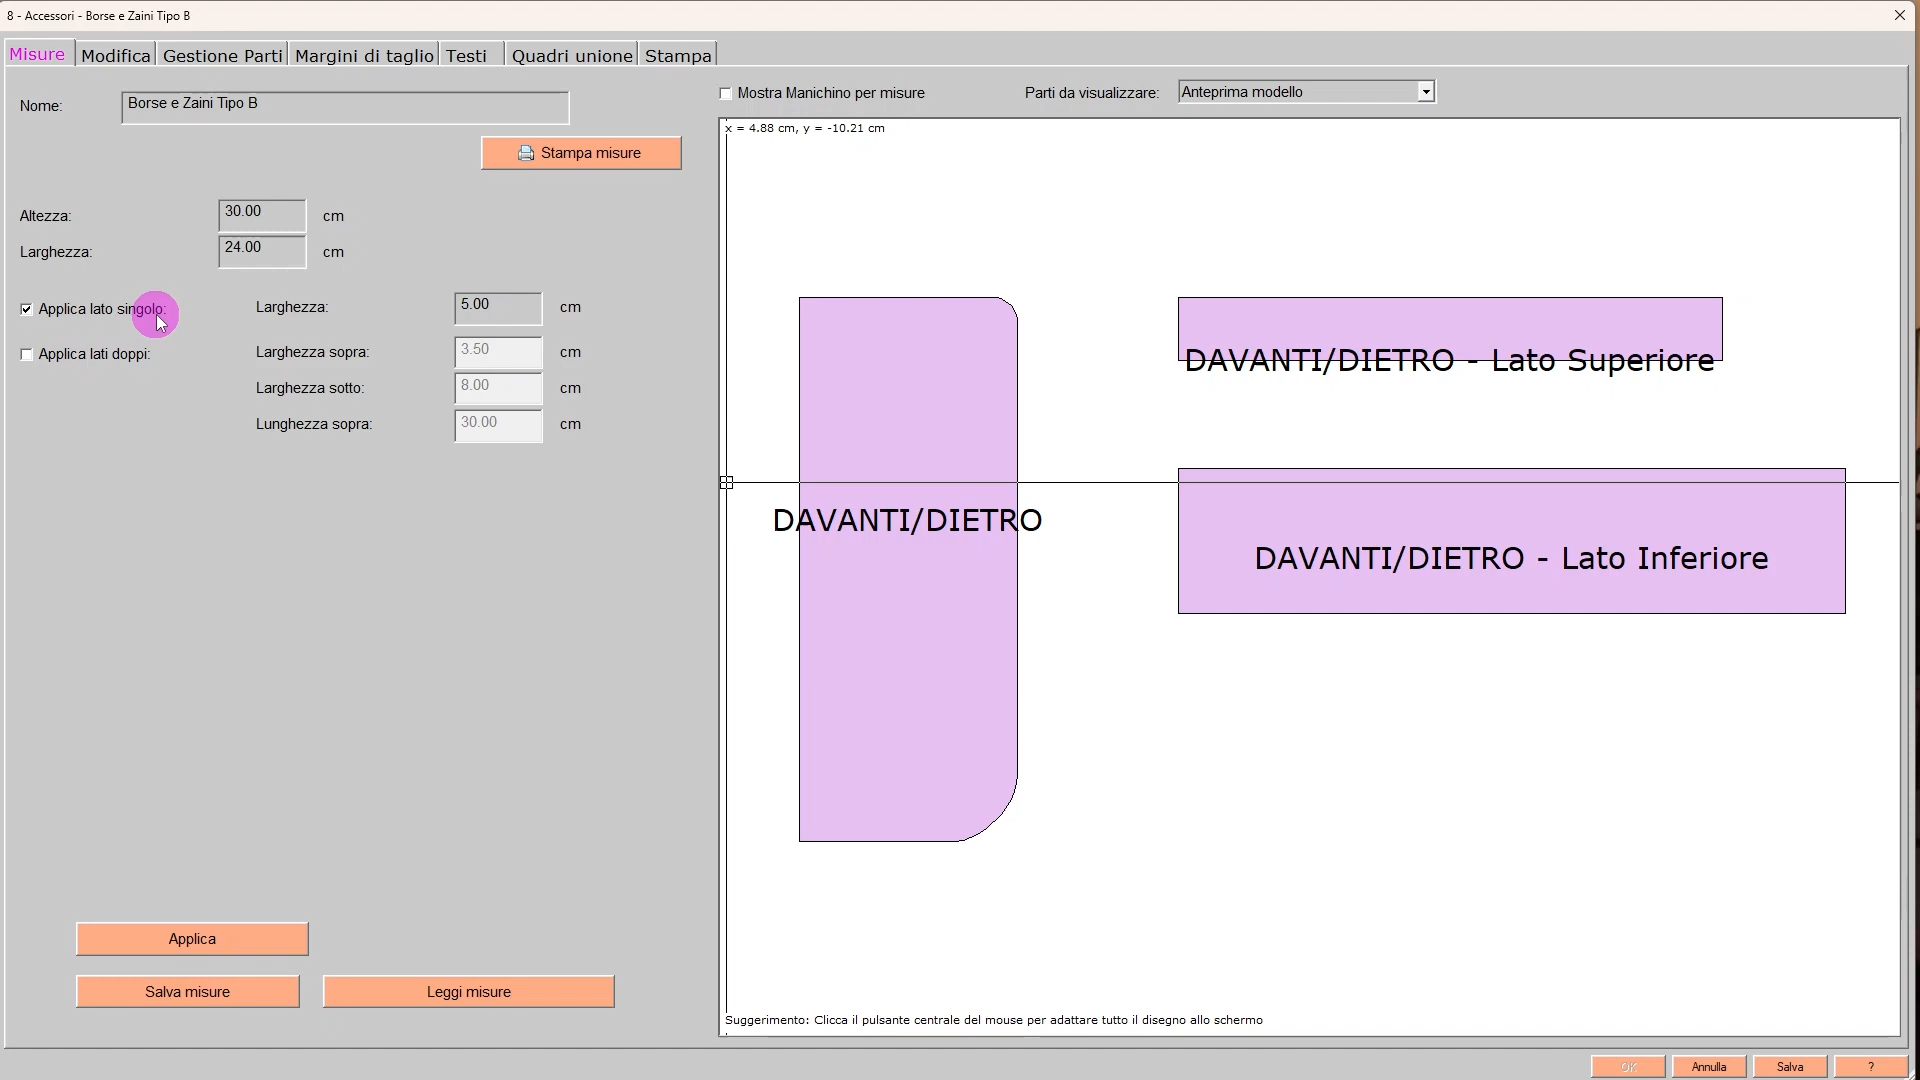 8 - Accessori - Borse e Zaini Tipo B
Misure Modifica Gestione Parti Margini di taglio Testi Quadri unione Stampa
Nome: Borse e Zaini Tipo B
Mostra Manichino per misure Parti da visualizzare: Anteprima modello
x = 4.88 cm, y = -10.21 cm
Stampa misure
Altezza: 30.00 cm
Larghezza: 24.00 cm
Applica lato singolo: Larghezza: 5.00 cm
Applica lati doppi: Larghezza sopra: 3.50 cm
Larghezza sotto: 8.00 cm
Lunghezza sopra: 30.00 cm
DAVANTI/DIETRO - Lato Superiore
DAVANTI/DIETRO
DAVANTI/DIETRO - Lato Inferiore
Applica
Salva misure Leggi misure
Suggerimento: Clicca il pulsante centrale del mouse per adattare tutto il disegno allo schermo
OK Annulla Salva ?